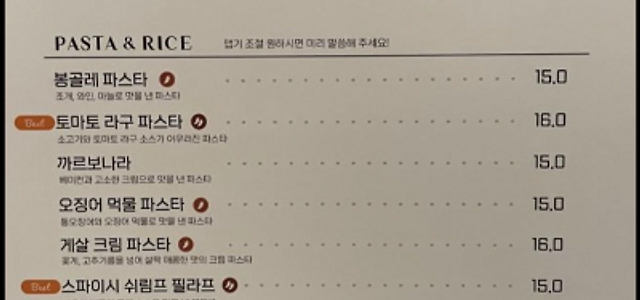 PASTA & RICE 맵기 조절 원하시면 미리 말씀해 주세요!
봉골레 파스타 15.0
조개, 와인, 마늘로 맛을 낸 파스타
Best 토마토 라구 파스타 16.0
소고기와 토마토 라구 소스가 어우러진 파스타
까르보나라 15.0
베이컨과 고소한 크림으로 맛을 낸 파스타
오징어 먹물 파스타 15.0
통오징어와 오징어 먹물로 맛을 낸 파스타
게살 크림 파스타 16.0
꽃게, 고추기름을 넣어 살짝 매콤한 맛의 크림 파스타
Best 스파이시 쉬림프 필라프 15.0